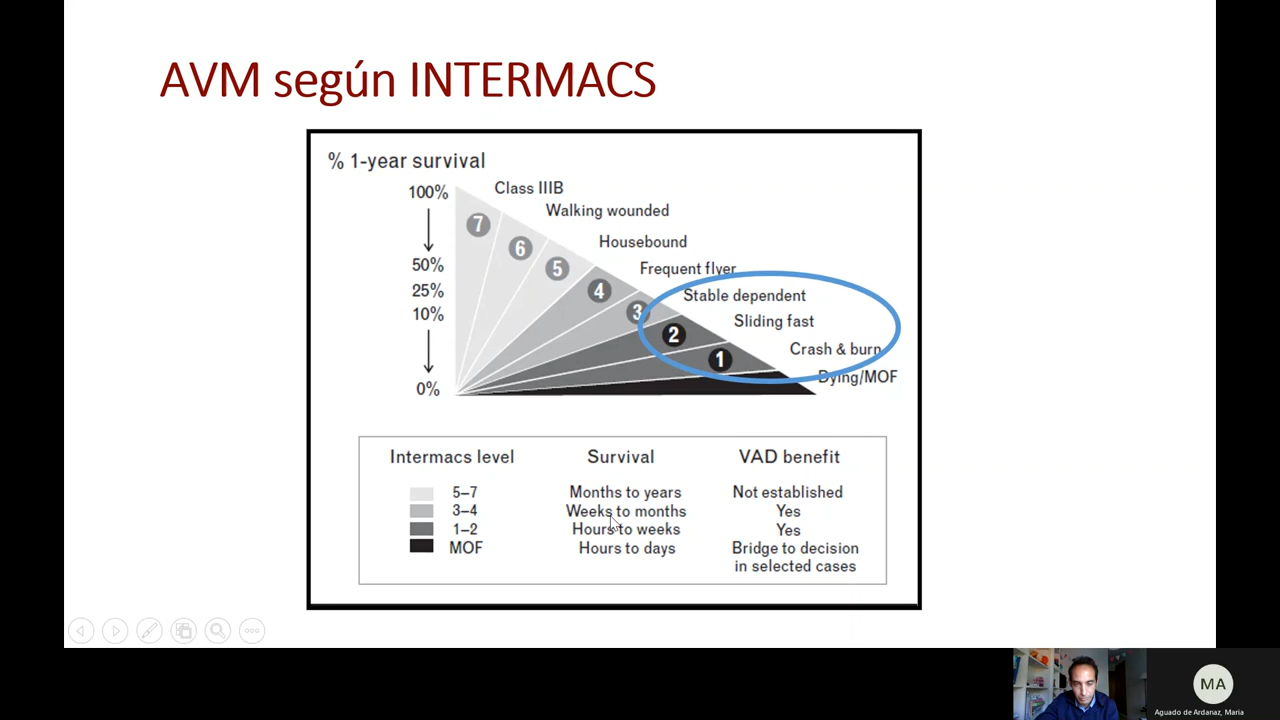 AVM según INTERMACS
% 1-year survival
100%
50%
25%
10%
0%
Class IIIB
Walking wounded
Housebound
Frequent flyer
Stable dependent
Sliding fast
Crash & burn
Dying/MOF
7
6
5
4
3
2
1
Intermacs level Survival VAD benefit
5–7 Months to years Not established
3–4 Weeks to months Yes
1–2 Hours to weeks Yes
MOF Hours to days Bridge to decision
in selected cases
MA
Aguado de Ardanaz, Maria